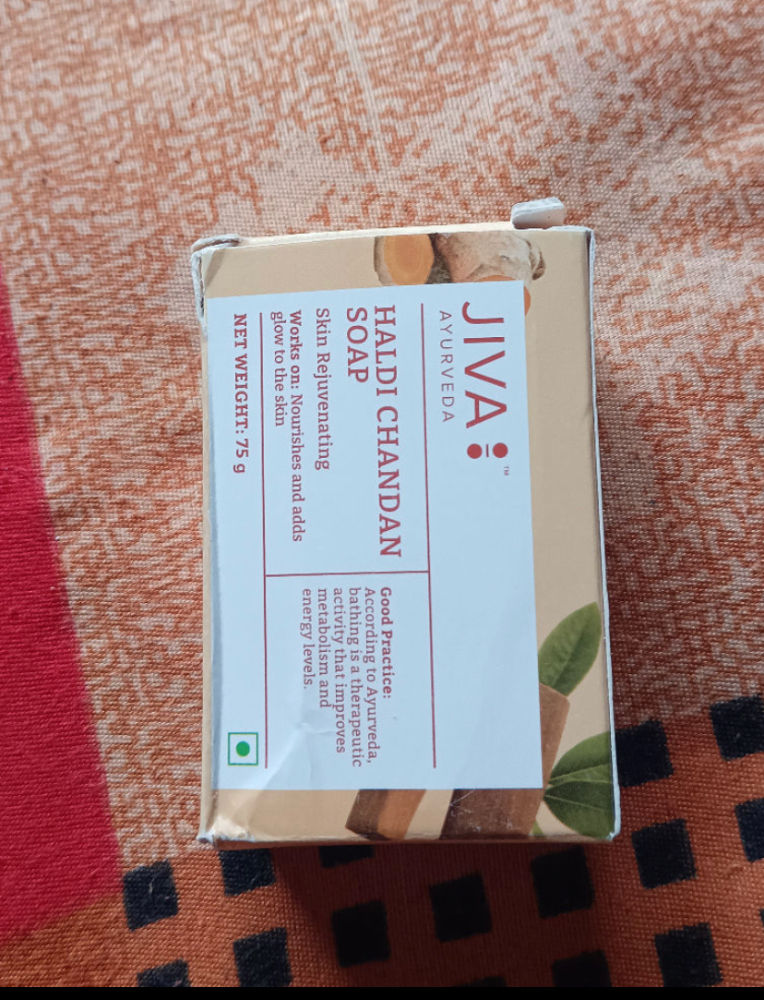 JIVA
™
AYURVEDA
HALDI CHANDAN
SOAP
Skin Rejuvenating
Works on: Nourishes and adds
glow to the skin
Good Practice:
According to Ayurveda,
bathing is a therapeutic
activity that improves
metabolism and
energy levels.
NET WEIGHT: 75 g